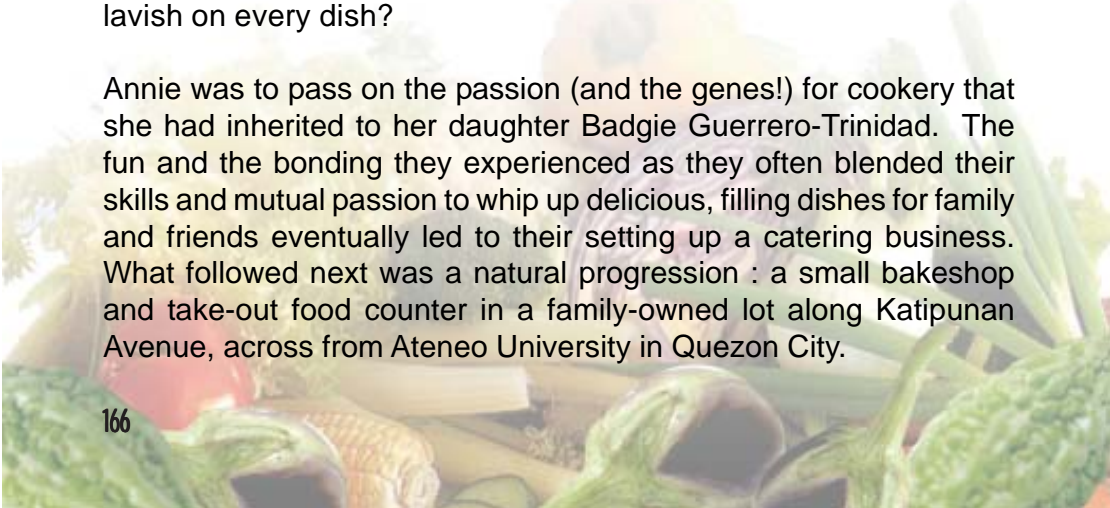 lavish on every dish?
Annie was to pass on the passion (and the genes!) for cookery that
she had inherited to her daughter Badgie Guerrero-Trinidad.  The
fun and the bonding they experienced as they often blended their
skills and mutual passion to whip up delicious, filling dishes for family
and friends eventually led to their setting up a catering business.
What followed next was a natural progression : a small bakeshop
and take-out food counter in a family-owned lot along Katipunan
Avenue, across from Ateneo University in Quezon City.
166